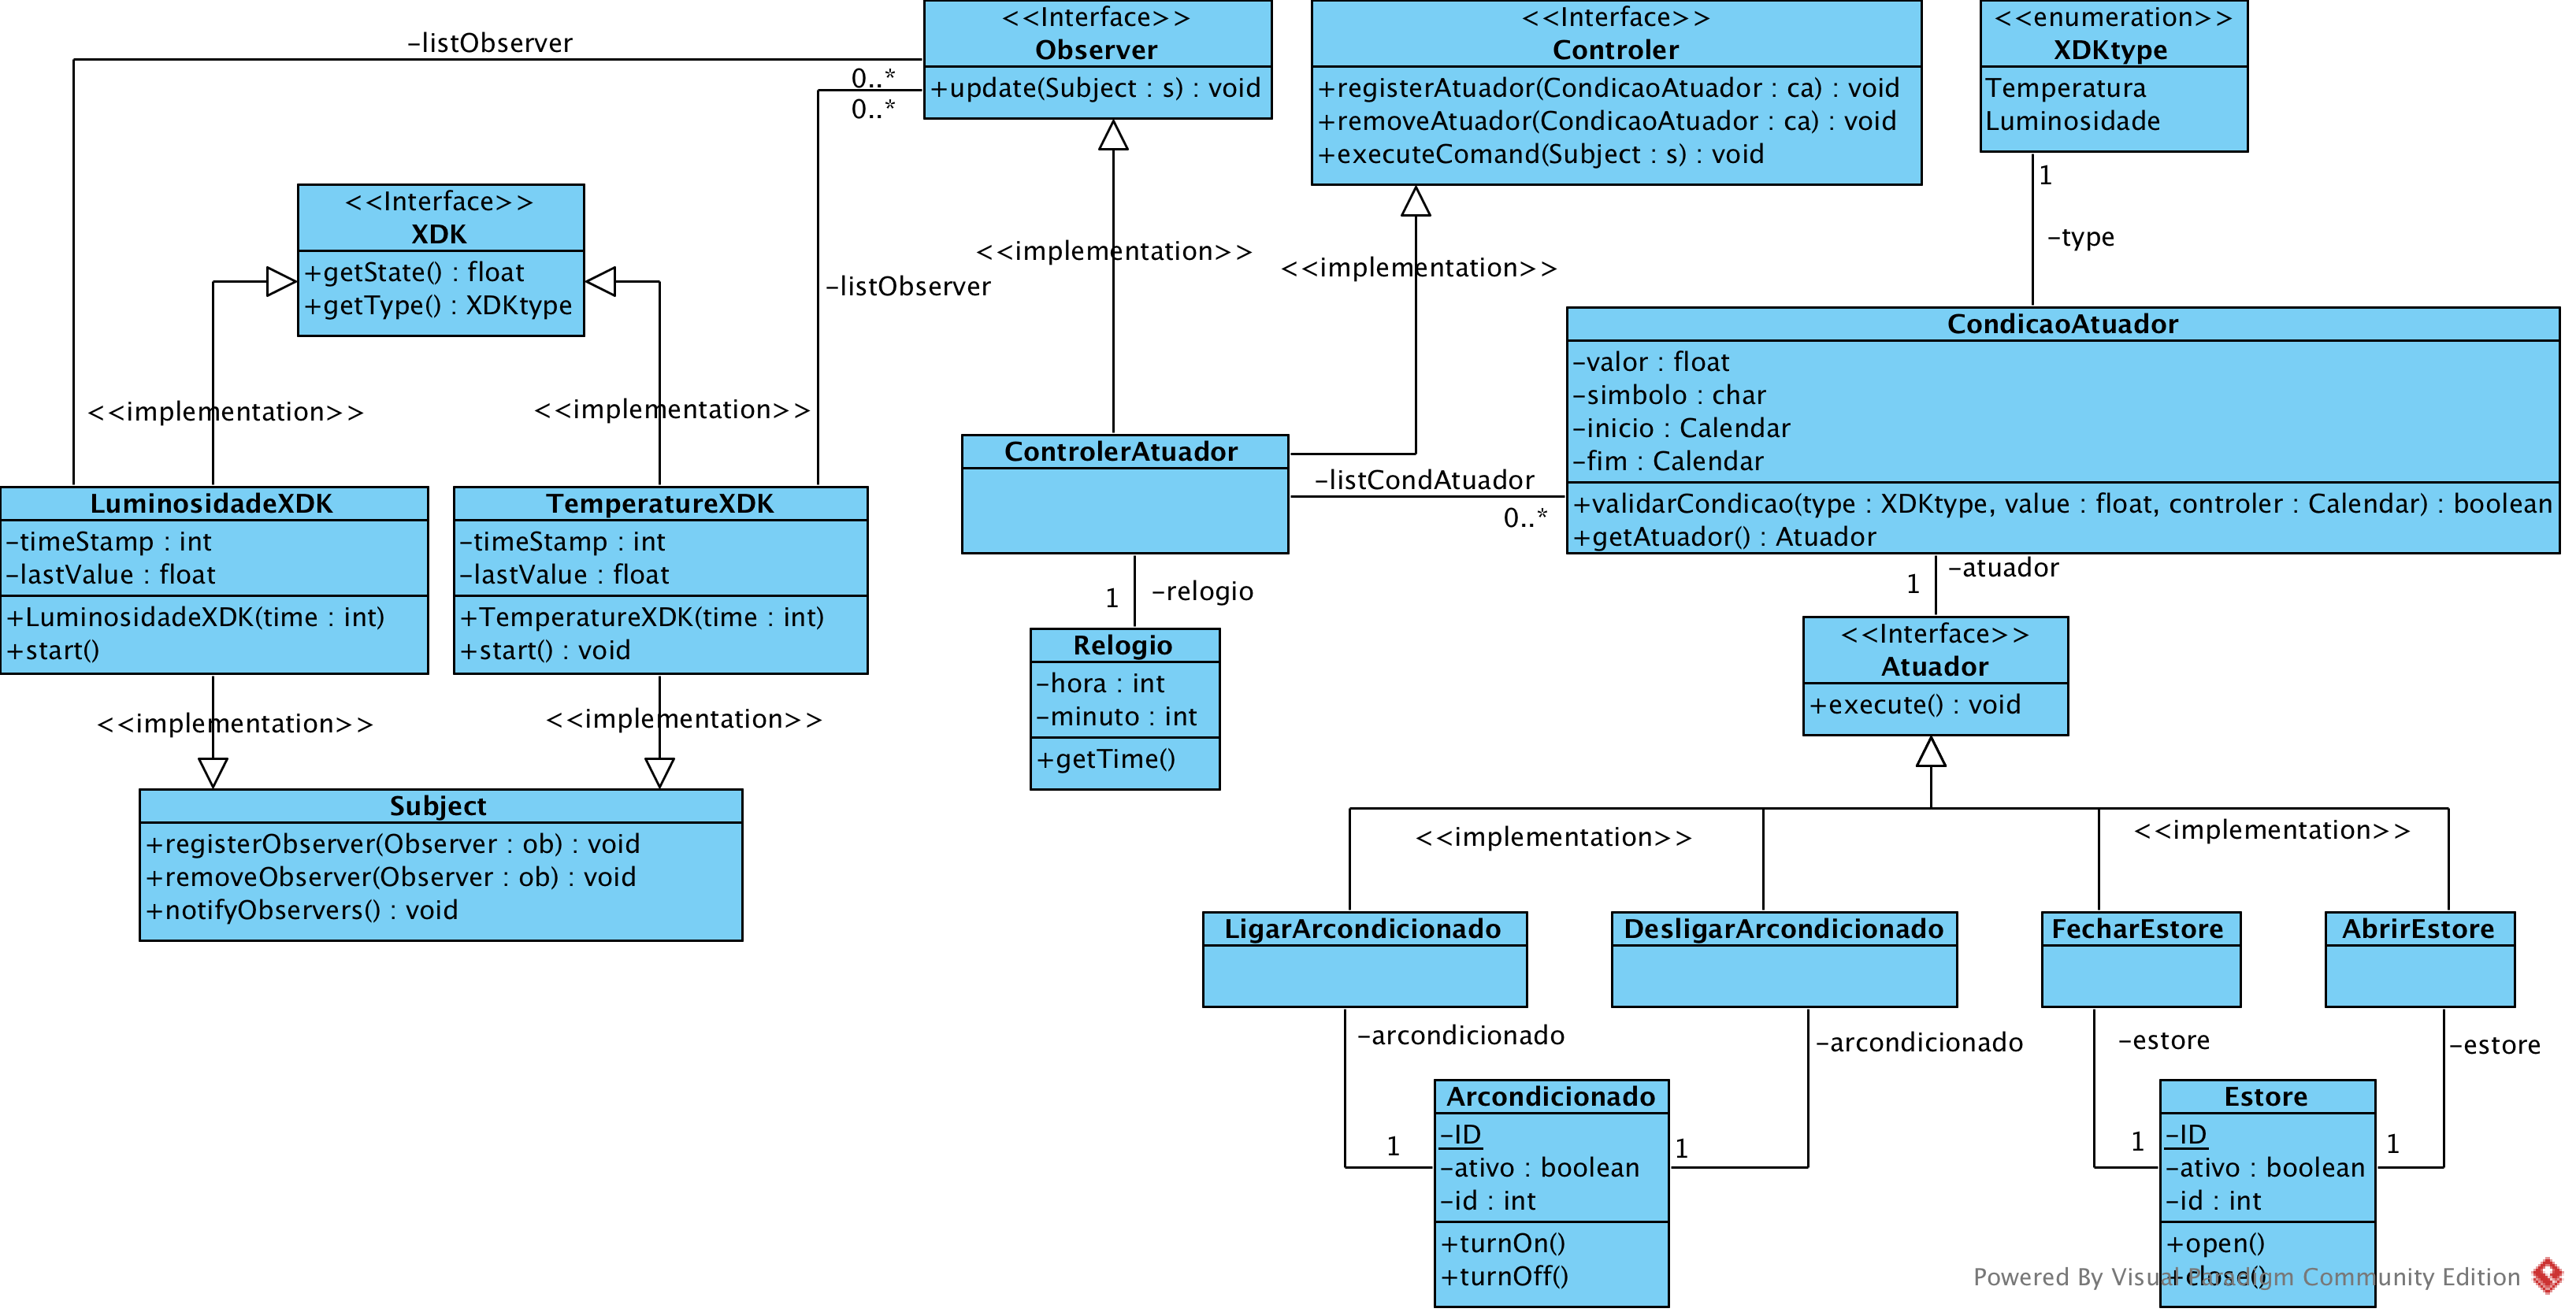 <<Interface>>
Observer
+update(Subject : s) : void
<<Interface>>
Controler
+registerAtuador(CondicaoAtuador : ca) : void
+removeAtuador(CondicaoAtuador : ca) : void
+executeComand(Subject : s) : void
<<enumeration>>
XDKtype
Temperatura
Luminosidade
-listObserver
0..*
0..*
-listObserver
1
-type
<<Interface>>
XDK
+getState() : float
+getType() : XDKtype
<<implementation>>
<<implementation>>
<<implementation>>
<<implementation>>
CondicaoAtuador
-valor : float
-simbolo : char
-inicio : Calendar
-fim : Calendar
+validarCondicao(type : XDKtype, value : float, controler : Calendar) : boolean
+getAtuador() : Atuador
ControlerAtuador
-listCondAtuador
0..*
LuminosidadeXDK
-timeStamp : int
-lastValue : float
+LuminosidadeXDK(time : int)
+start()
TemperatureXDK
-timeStamp : int
-lastValue : float
+TemperatureXDK(time : int)
+start() : void
1
-relogio
1
-atuador
Relogio
-hora : int
-minuto : int
+getTime()
<<Interface>>
Atuador
+execute() : void
<<implementation>>
<<implementation>>
Subject
+registerObserver(Observer : ob) : void
+removeObserver(Observer : ob) : void
+notifyObservers() : void
<<implementation>>
<<implementation>>
LigarArcondicionado
DesligarArcondicionado
FecharEstore
AbrirEstore
-arcondicionado
-arcondicionado
-estore
-estore
1
1
1
1
Arcondicionado
-ID
-ativo : boolean
-id : int
+turnOn()
+turnOff()
Estore
-ID
-ativo : boolean
-id : int
+open()
+close()
Powered By Visual Paradigm Community Edition